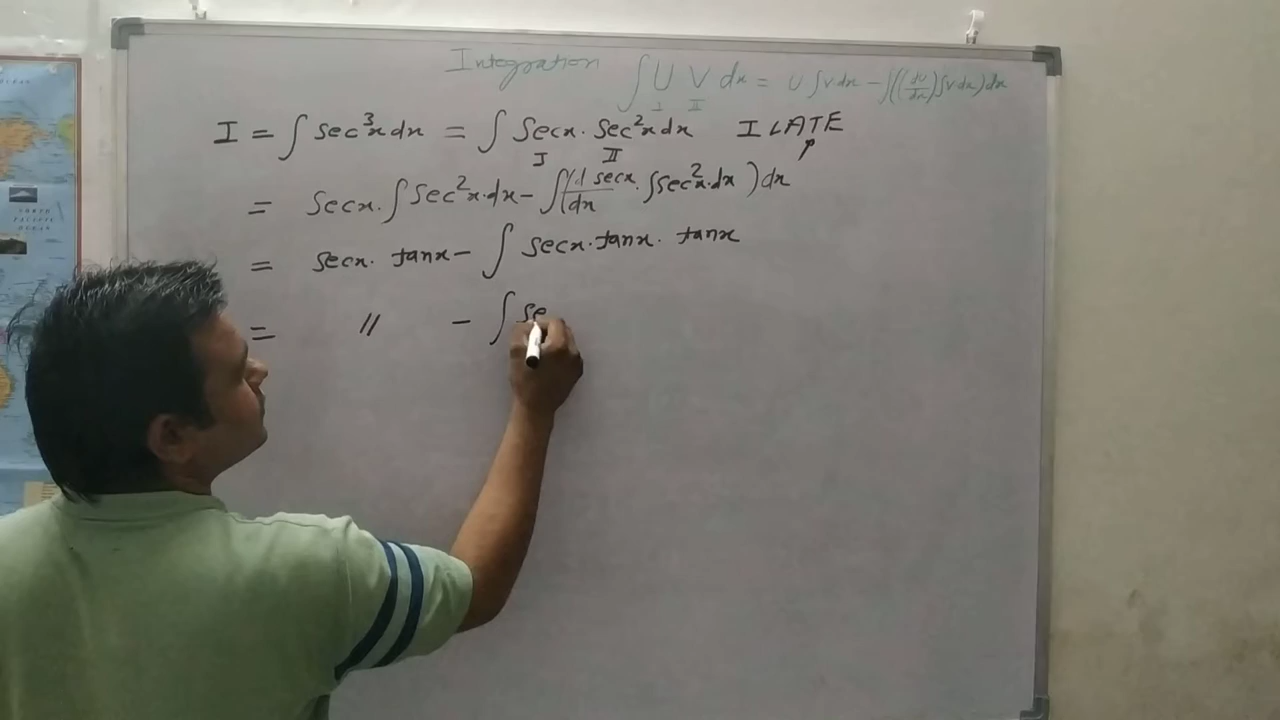 Integration ∫ U V dx = U ∫v dx - ∫((du/dx) ∫v dx) dx
I II
I = ∫ sec³x dx = ∫ secx. sec²x dx ILATE
I II
= secx. ∫ sec²x.dx - ∫(d secx/dx . ∫sec²x.dx) dx
= secx. tanx - ∫ secx.tanx. tanx
= // - ∫ se